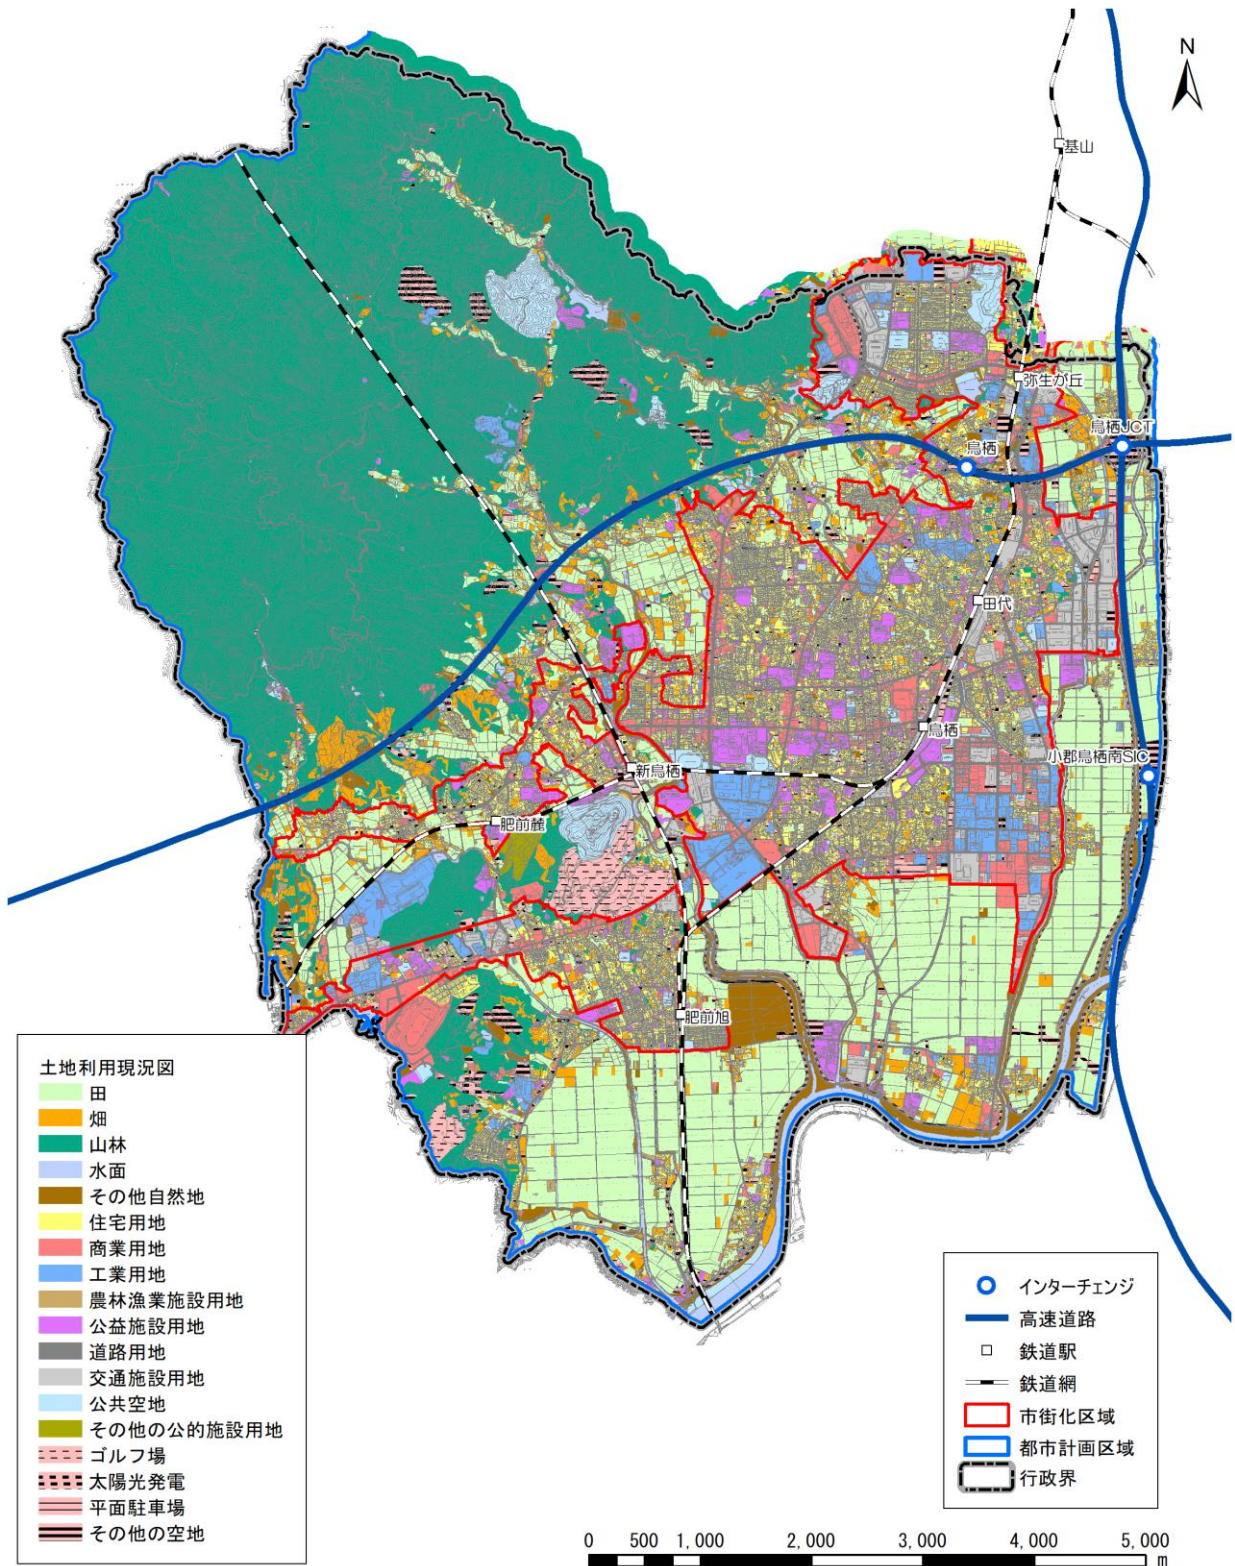 N
基山
弥生が丘
鳥栖JCT
鳥栖
田代
鳥栖
小郡鳥栖南SIC
新鳥栖
肥前麓
肥前旭
土地利用現況図
田
畑
山林
水面
その他自然地
住宅用地
商業用地
工業用地
農林漁業施設用地
公益施設用地
道路用地
交通施設用地
公共空地
その他の公的施設用地
ゴルフ場
太陽光発電
平面駐車場
その他の空地
インターチェンジ
高速道路
鉄道駅
鉄道網
市街化区域
都市計画区域
行政界
0 500 1,000 2,000 3,000 4,000 5,000
m